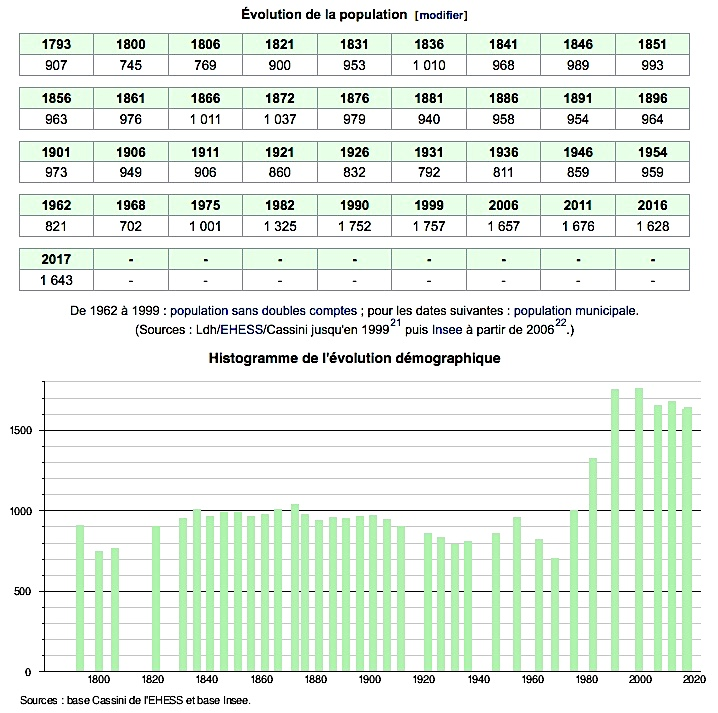 Évolution de la population [modifier]
1793 1800 1806 1821 1831 1836 1841 1846 1851
907 745 769 900 953 1 010 968 989 993
1856 1861 1866 1872 1876 1881 1886 1891 1896
963 976 1 011 1 037 979 940 958 954 964
1901 1906 1911 1921 1926 1931 1936 1946 1954
973 949 906 860 832 792 811 859 959
1962 1968 1975 1982 1990 1999 2006 2011 2016
821 702 1 001 1 325 1 752 1 757 1 657 1 676 1 628
2017 - - - - - - - -
1 643 - - - - - - - -
De 1962 à 1999 : population sans doubles comptes ; pour les dates suivantes : population municipale.
(Sources : Ldh/EHESS/Cassini jusqu'en 1999 21 puis Insee à partir de 2006 22.)
Histogramme de l'évolution démographique
1500
1000
500
0
1800 1820 1840 1860 1880 1900 1920 1940 1960 1980 2000 2020
Sources : base Cassini de l'EHESS et base Insee.